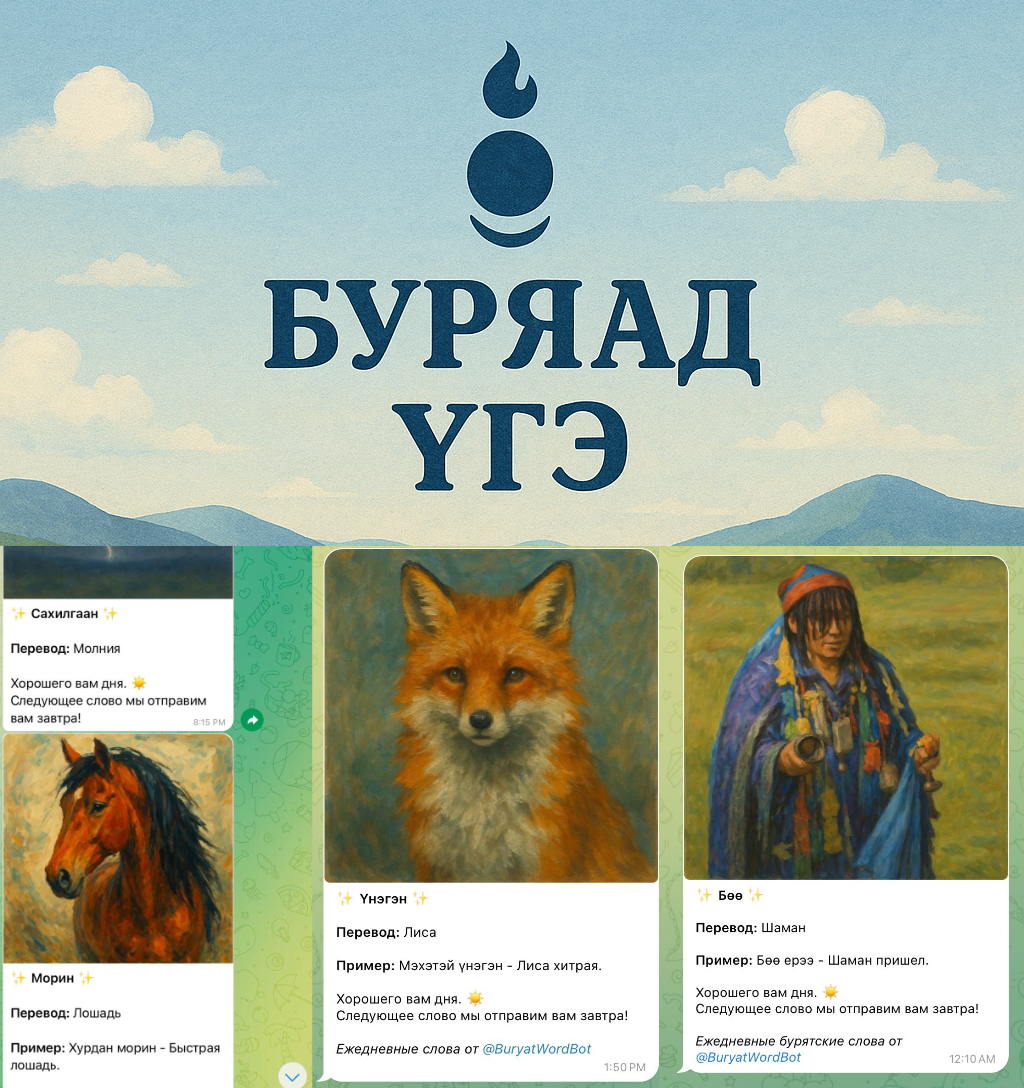 БУРЯАД
ҮГЭ
✨ Сахилгаан ✨
Перевод: Молния
Хорошего вам дня. ☀️
Следующее слово мы отправим
вам завтра!
8:15 PM
✨ Морин ✨
Перевод: Лошадь
Пример: Хурдан морин - Быстрая
лошадь.
✨ Үнэгэн ✨
Перевод: Лиса
Пример: Мэхэтэй үнэгэн - Лиса хитрая.
Хорошего вам дня. ☀️
Следующее слово мы отправим вам завтра!
Ежедневные слова от @BuryatWordBot
1:50 PM
✨ Бөө ✨
Перевод: Шаман
Пример: Бөө ерээ - Шаман пришел.
Хорошего вам дня. ☀️
Следующее слово мы отправим вам завтра!
Ежедневные бурятские слова от
@BuryatWordBot
12:10 AM